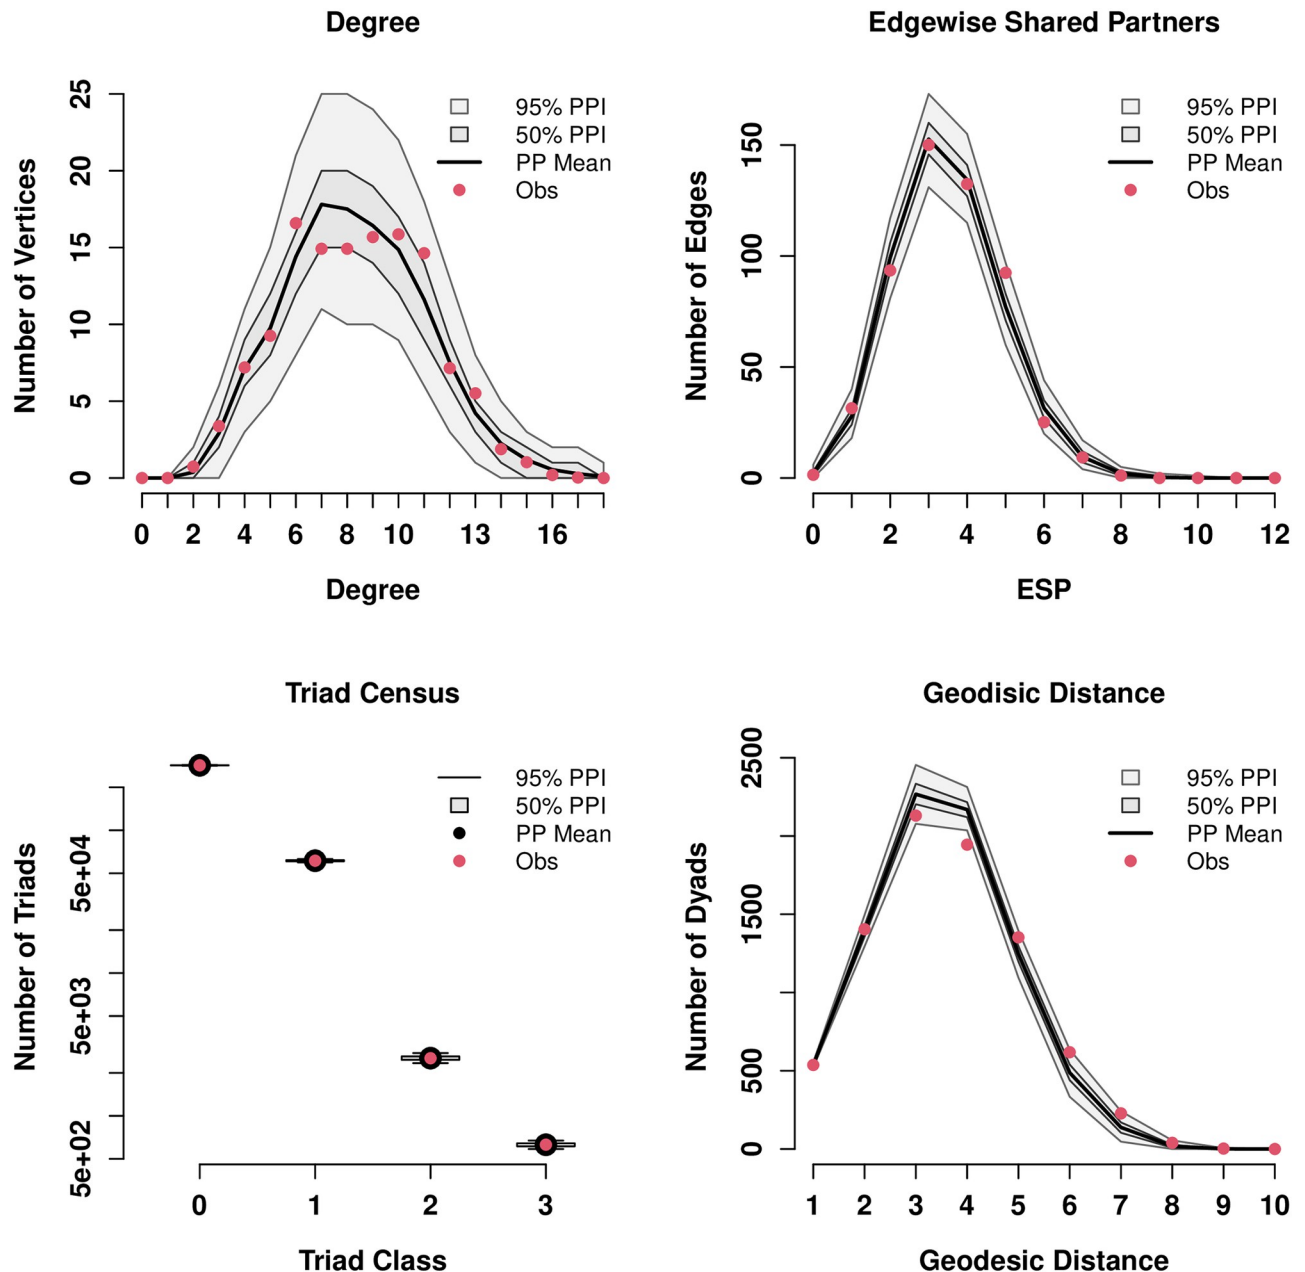 Degree
25
20
15
10
5
0
Number of Vertices
95% PPI
50% PPI
PP Mean
Obs
0 2 4 6 8 10 13 16
Degree
Edgewise Shared Partners
150
100
50
0
Number of Edges
95% PPI
50% PPI
PP Mean
Obs
0 2 4 6 8 10 12
ESP
Triad Census
5e+04
5e+03
5e+02
Number of Triads
95% PPI
50% PPI
PP Mean
Obs
0 1 2 3
Triad Class
Geodisic Distance
2500
1500
500
0
Number of Dyads
95% PPI
50% PPI
PP Mean
Obs
1 2 3 4 5 6 7 8 9 10
Geodesic Distance